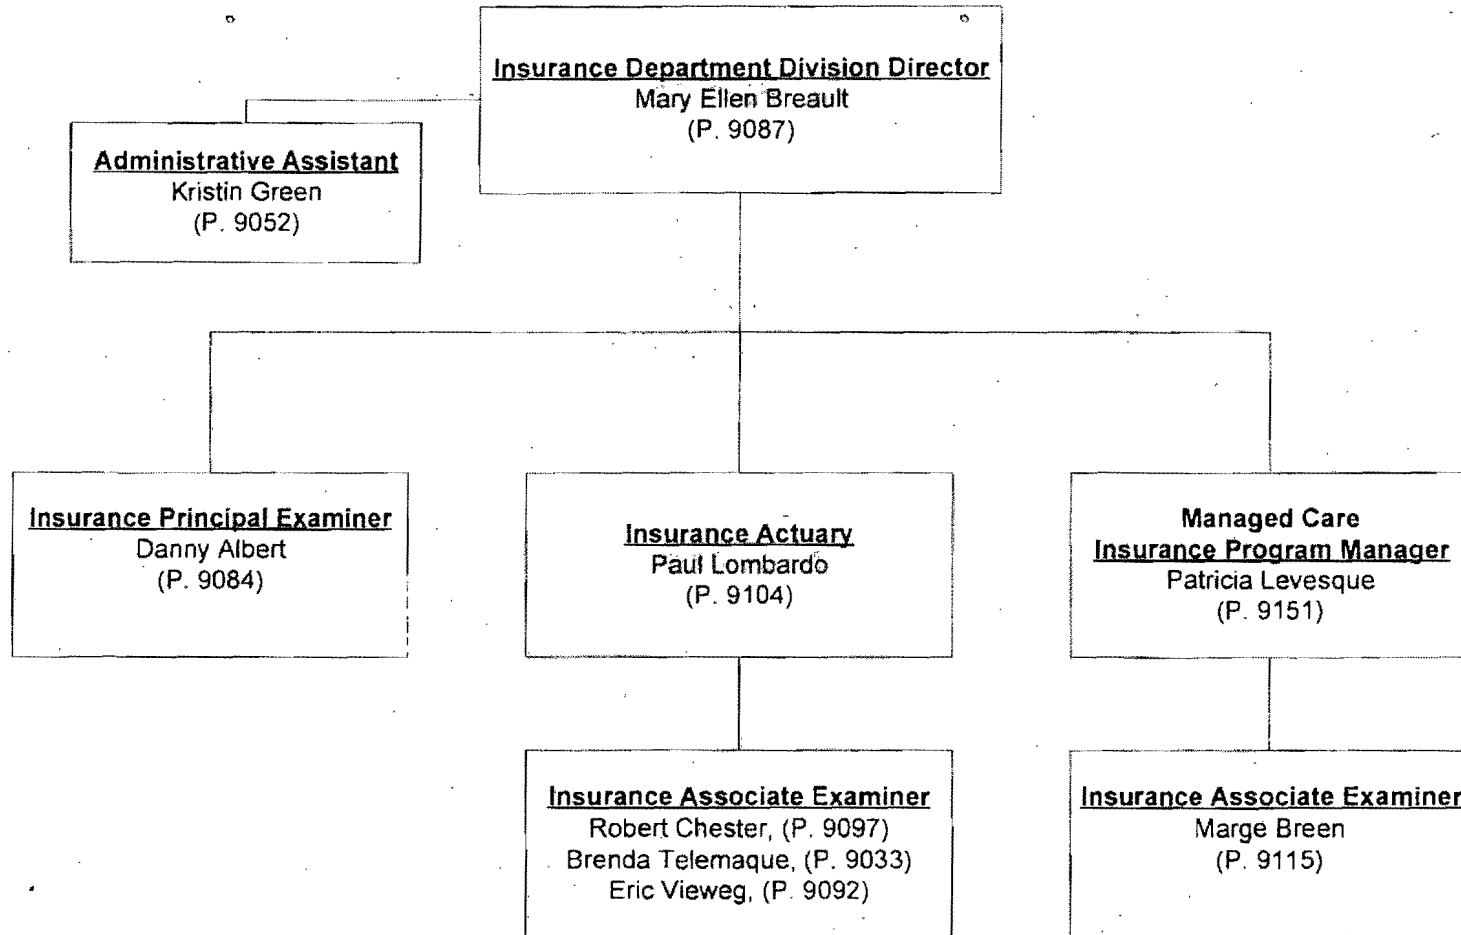 Insurance Department Division Director
Mary Ellen Breault
(P. 9087)
Administrative Assistant
Kristin Green
(P. 9052)
Insurance Principal Examiner
Danny Albert
(P. 9084)
Insurance Actuary
Paul Lombardo
(P. 9104)
Managed Care
Insurance Program Manager
Patricia Levesque
(P. 9151)
Insurance Associate Examiner
Robert Chester, (P. 9097)
Brenda Telemaque, (P. 9033)
Eric Vieweg, (P. 9092)
Insurance Associate Examiner
Marge Breen
(P. 9115)